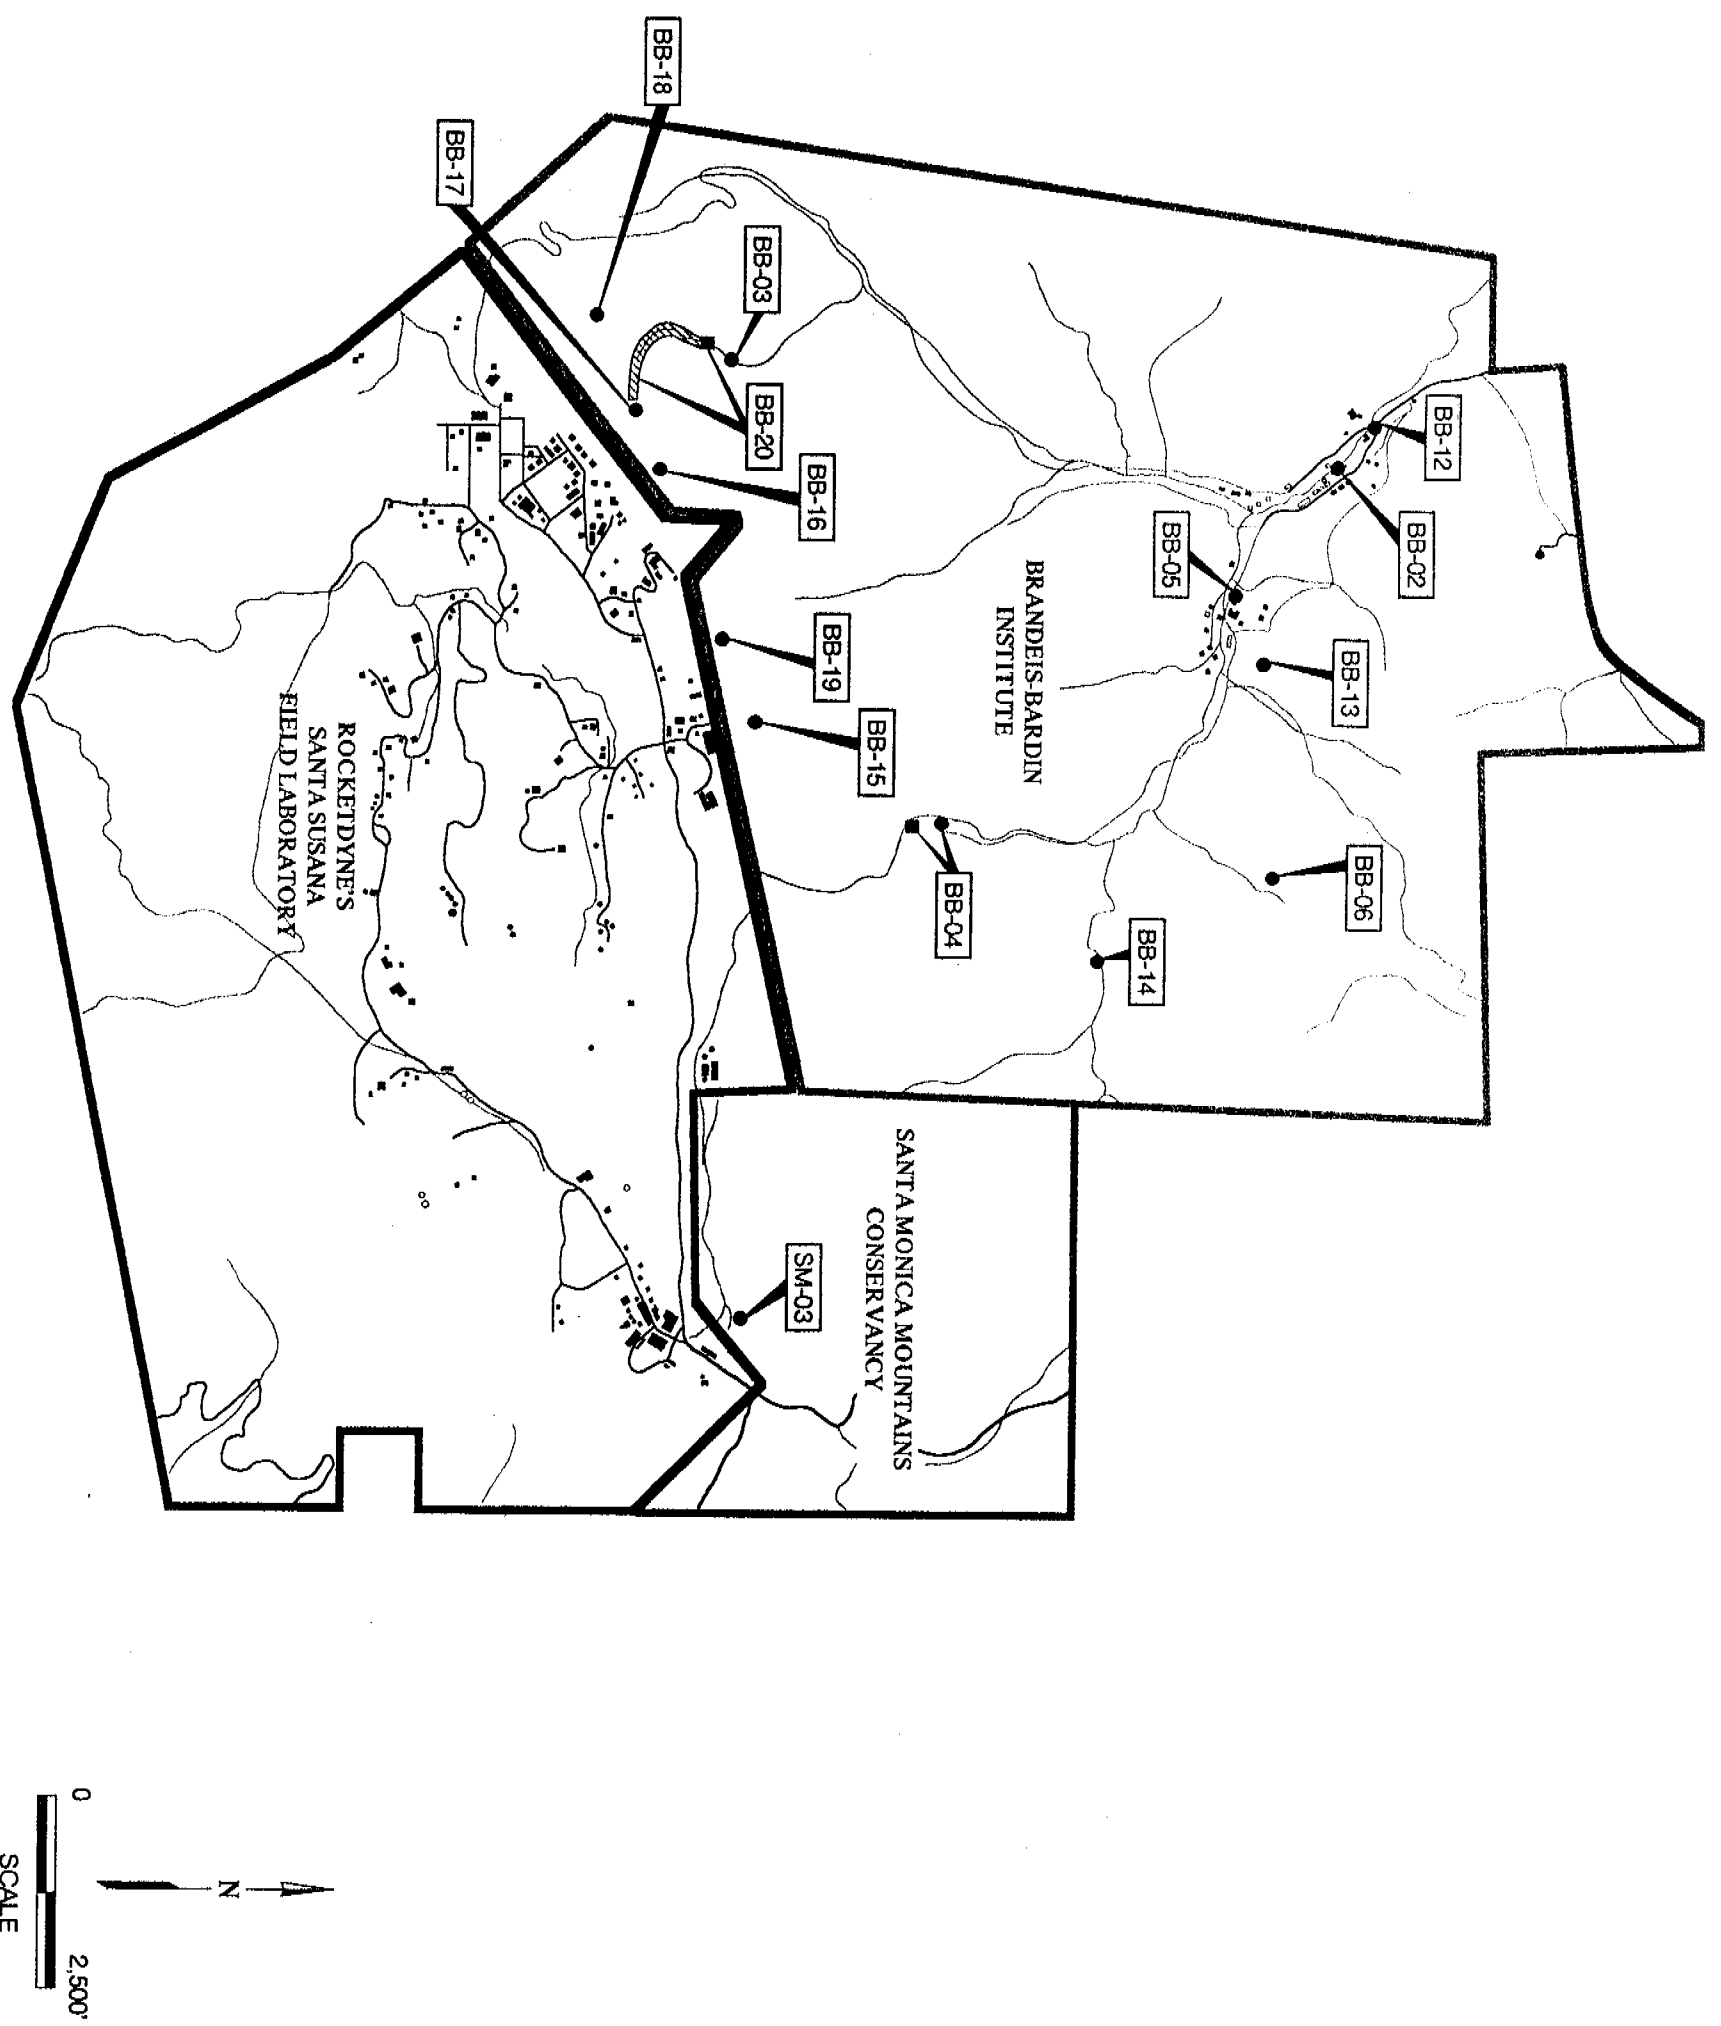 BB-12
BB-02
BB-05
BB-13
BB-06
BB-14
BRANDEIS-BARDIN
INSTITUTE
BB-04
BB-03
BB-20
BB-16
BB-19
BB-15
BB-18
BB-17
SANTA MONICA MOUNTAINS
CONSERVANCY
SM-03
ROCKETDYNE'S
SANTA SUSANA
FIELD LABORATORY
N
0 2,500'
SCALE